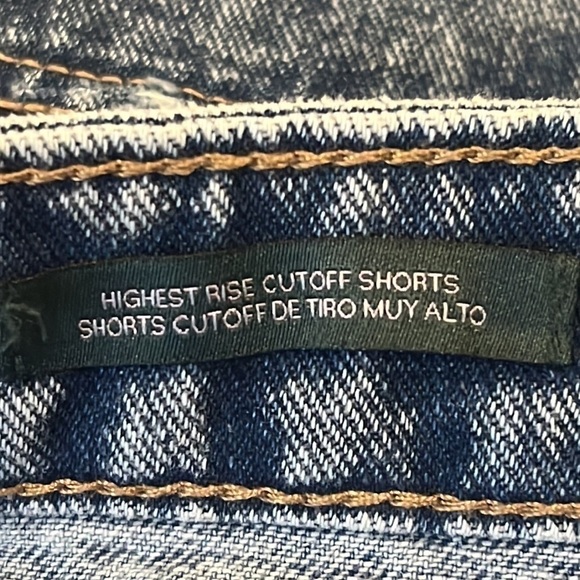 HIGHEST RISE CUTOFF SHORTS
SHORTS CUTOFF DE TIRO MUY ALTO